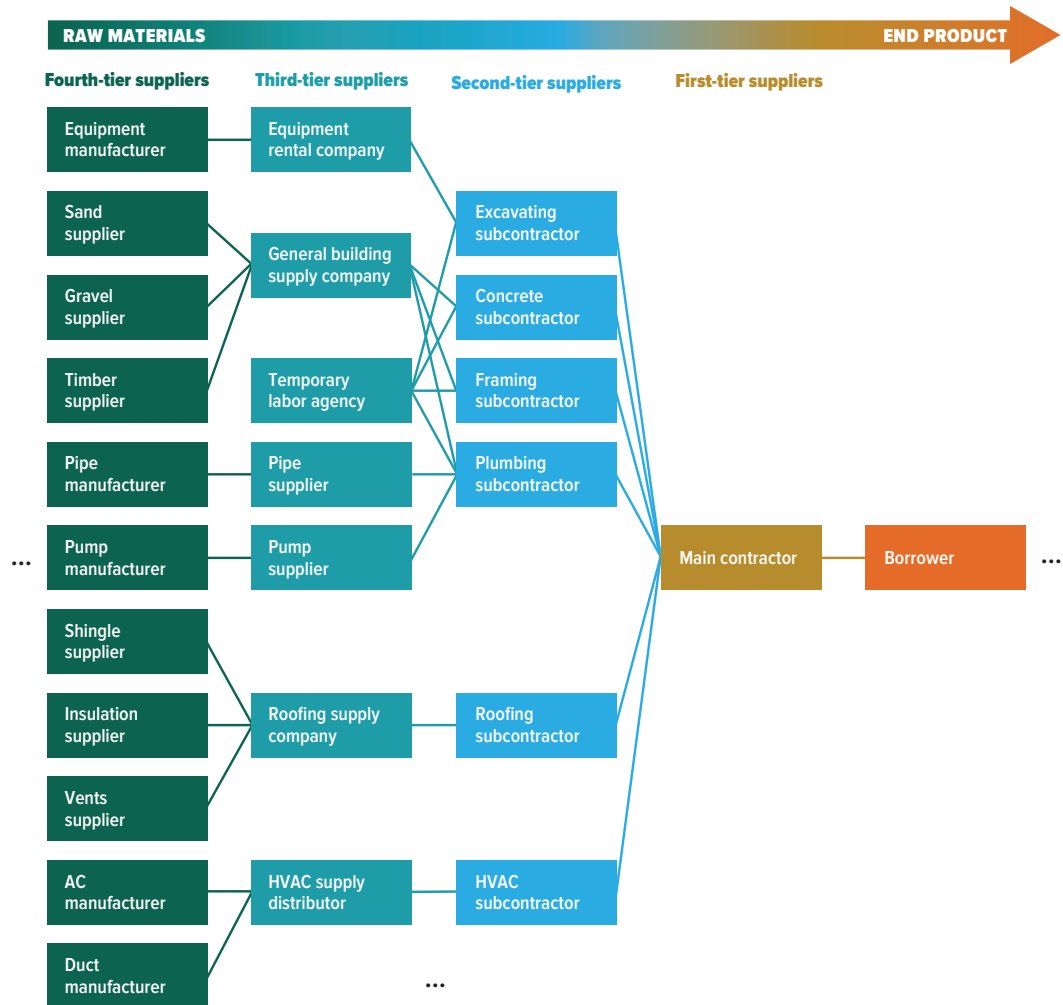 RAW MATERIALS
END PRODUCT
Fourth-tier suppliers
Third-tier suppliers
Second-tier suppliers
First-tier suppliers
Equipment
manufacturer
Sand
supplier
Gravel
supplier
Timber
supplier
Pipe
manufacturer
Pump
manufacturer
Shingle
supplier
Insulation
supplier
Vents
supplier
AC
manufacturer
Duct
manufacturer
Equipment
rental company
General building
supply company
Temporary
labor agency
Pipe
supplier
Pump
supplier
Roofing supply
company
HVAC supply
distributor
Excavating
subcontractor
Concrete
subcontractor
Framing
subcontractor
Plumbing
subcontractor
Roofing
subcontractor
HVAC
subcontractor
Main contractor
Borrower
...
...
...